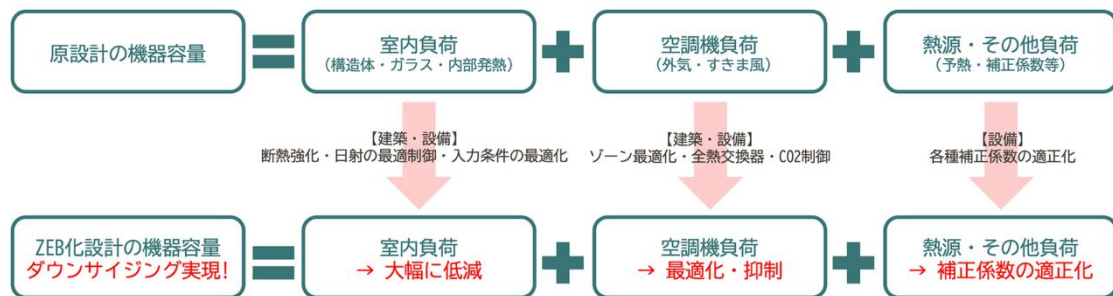 原設計の機器容量
室内負荷
(構造体・ガラス・内部発熱)
空調機負荷
(外気・すきま風)
熱源・その他負荷
(予熱・補正係数等)
【建築・設備】
断熱強化・日射の最適制御・入力条件の最適化
【建築・設備】
ゾーン最適化・全熱交換器・CO2制御
【設備】
各種補正係数の適正化
ZEB化設計の機器容量
ダウンサイジング実現!
室内負荷
→ 大幅に低減
空調機負荷
→ 最適化・抑制
熱源・その他負荷
→ 補正係数の適正化